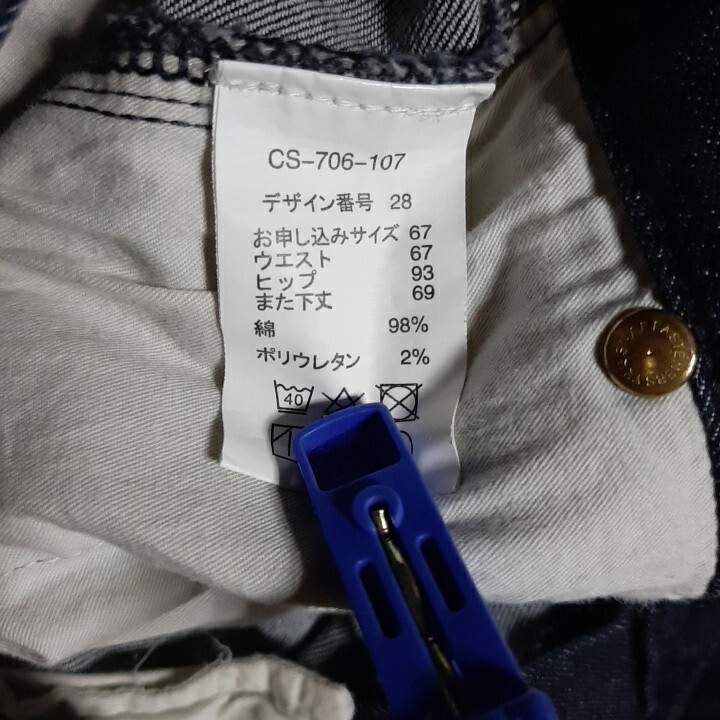 CS-706-107
デザイン番号 28
お申し込みサイズ 67
ウエスト 67
ヒップ 93
また下丈 69
綿 98%
ポリウレタン 2%
40